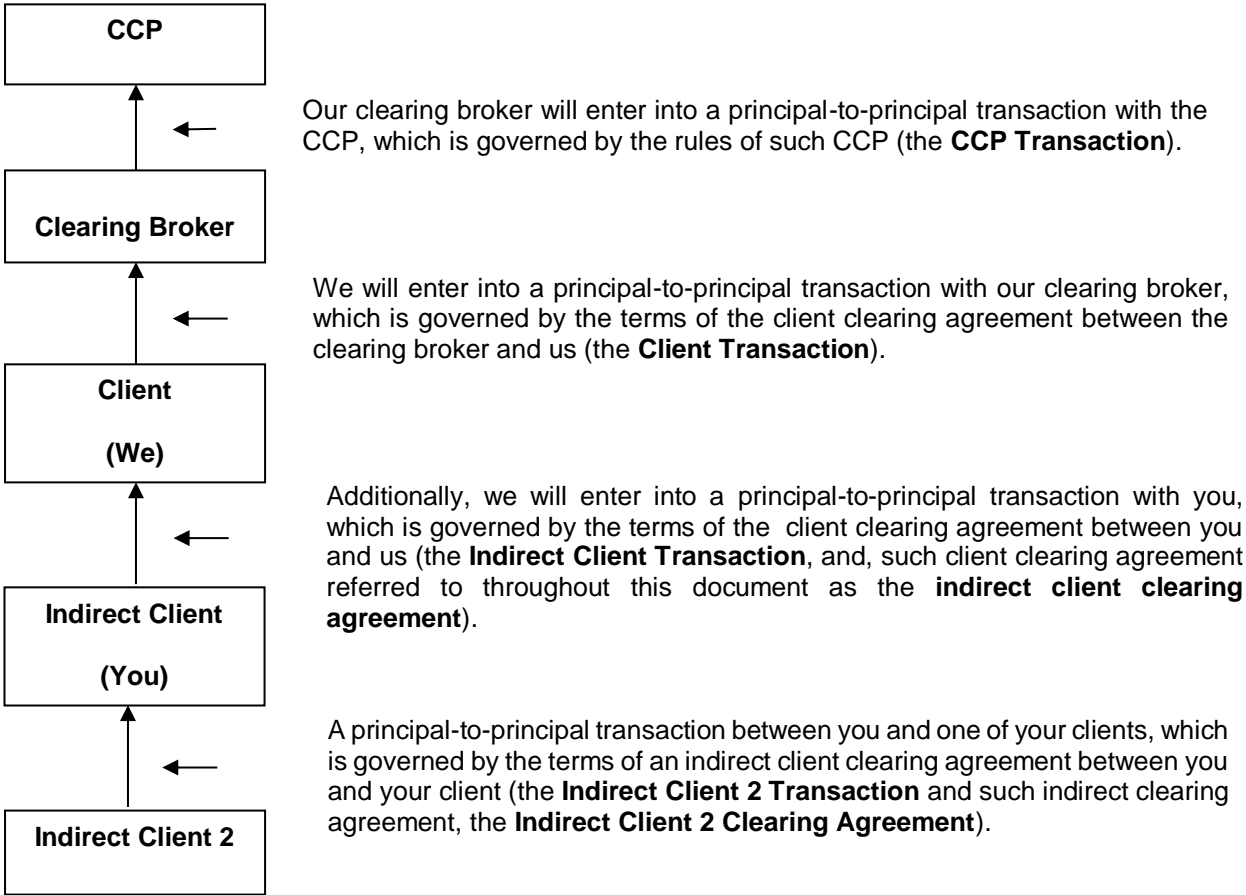 CCP
Our clearing broker will enter into a principal-to-principal transaction with the
CCP, which is governed by the rules of such CCP (the CCP Transaction).
Clearing Broker
We will enter into a principal-to-principal transaction with our clearing broker,
which is governed by the terms of the client clearing agreement between the
clearing broker and us (the Client Transaction).
Client
(We)
Additionally, we will enter into a principal-to-principal transaction with you,
which is governed by the terms of the client clearing agreement between you
and us (the Indirect Client Transaction, and, such client clearing agreement
referred to throughout this document as the indirect client clearing
agreement).
Indirect Client
(You)
A principal-to-principal transaction between you and one of your clients, which
is governed by the terms of an indirect client clearing agreement between you
and your client (the Indirect Client 2 Transaction and such indirect clearing
agreement, the Indirect Client 2 Clearing Agreement).
Indirect Client 2